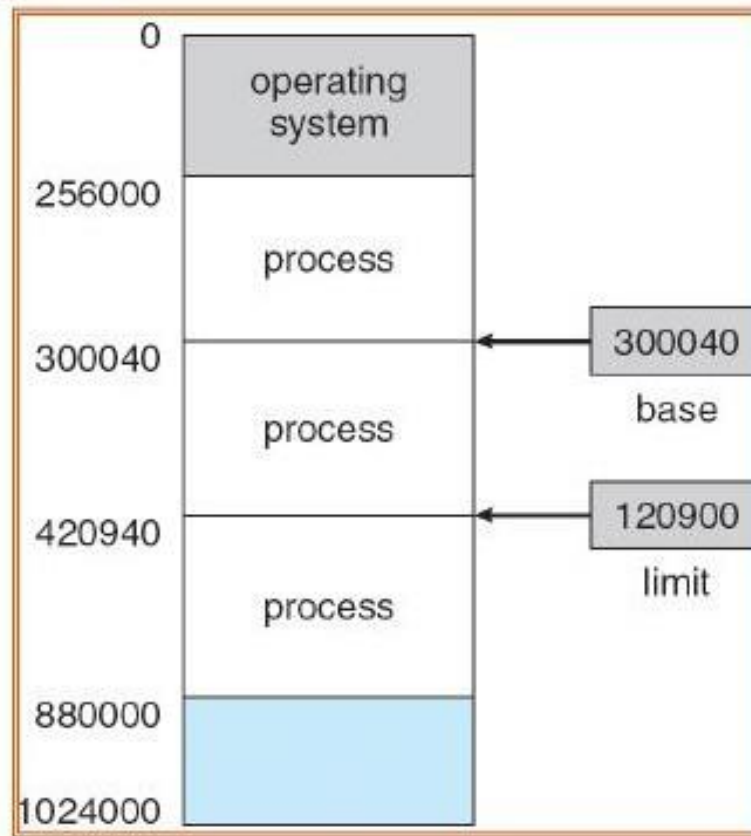 0
operating
system
256000
process
300040
300040
base
process
120900
420940
limit
process
880000
1024000